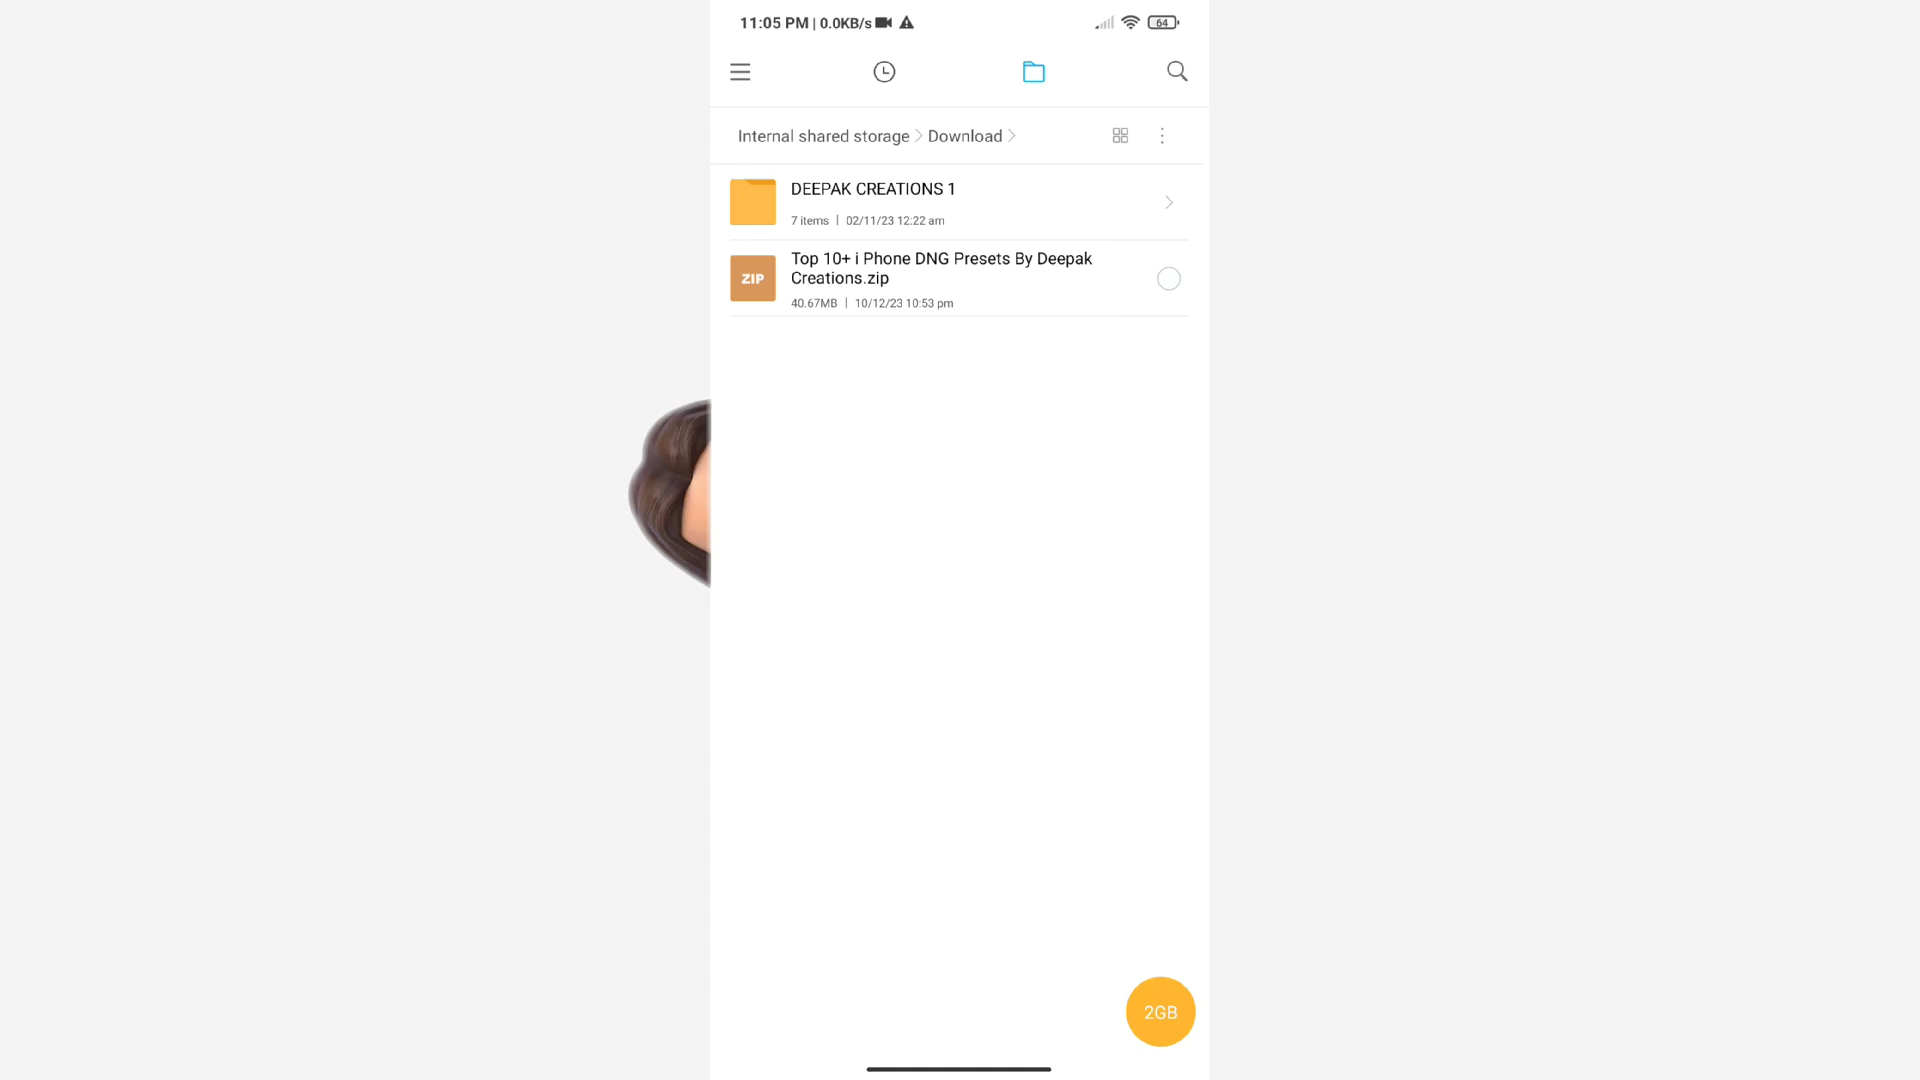 11:05 PM | 0.0KB/s
64
Internal shared storage > Download >
DEEPAK CREATIONS 1
7 items | 02/11/23 12:22 am
ZIP
Top 10+ i Phone DNG Presets By Deepak
Creations.zip
40.67MB | 10/12/23 10:53 pm
2GB